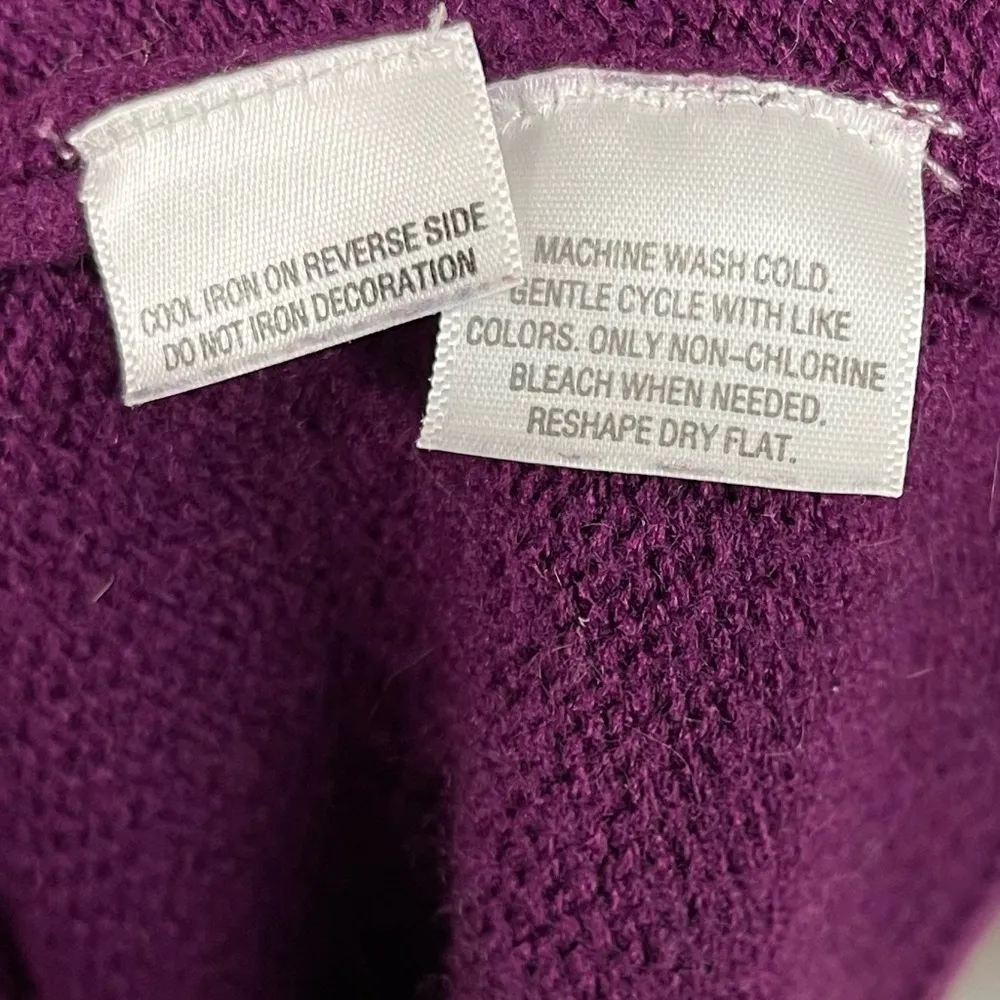 COOL IRON ON REVERSE SIDE
DO NOT IRON DECORATION
MACHINE WASH COLD.
GENTLE CYCLE WITH LIKE
COLORS. ONLY NON-CHLORINE
BLEACH WHEN NEEDED.
RESHAPE DRY FLAT.